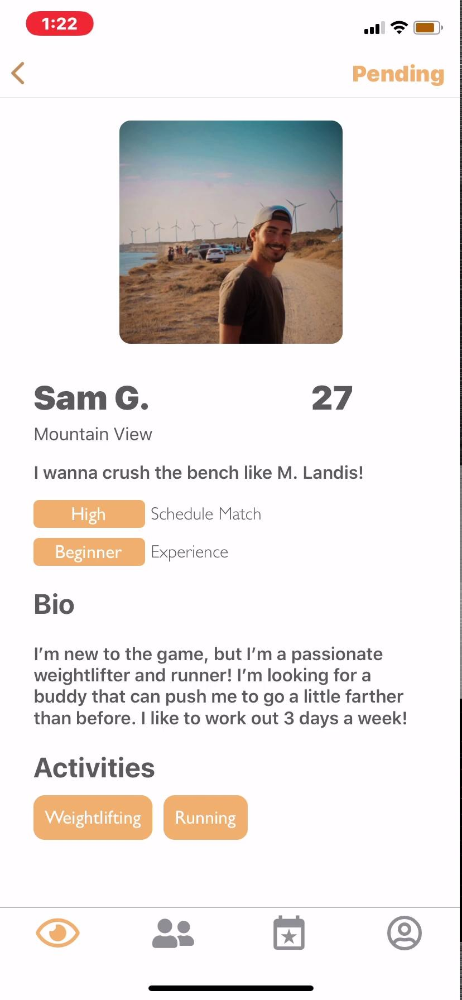 1:22
Pending
Sam G. 27
Mountain View
I wanna crush the bench like M. Landis!
High Schedule Match
Beginner Experience
Bio
I’m new to the game, but I’m a passionate
weightlifter and runner! I’m looking for a
buddy that can push me to go a little farther
than before. I like to work out 3 days a week!
Activities
Weightlifting Running